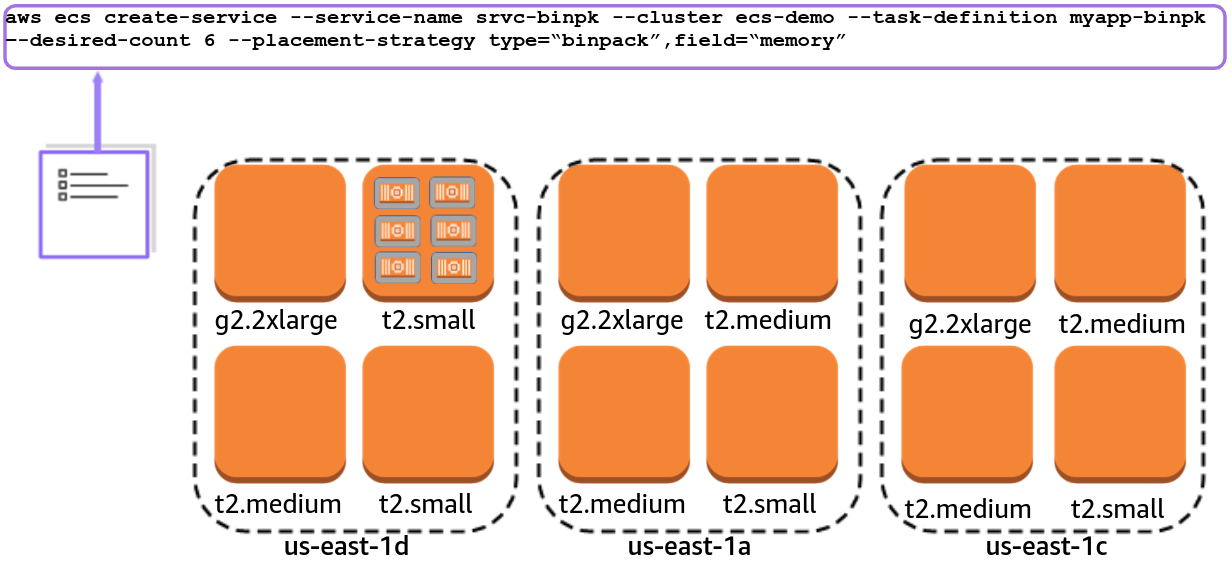 aws ecs create-service --service-name srvc-binpk --cluster ecs-demo --task-definition myapp-binpk
--desired-count 6 --placement-strategy type=“binpack”,field=“memory”
g2.2xlarge t2.small
t2.medium t2.small
us-east-1d
g2.2xlarge t2.medium
t2.medium t2.small
us-east-1a
g2.2xlarge t2.medium
t2.medium t2.small
us-east-1c